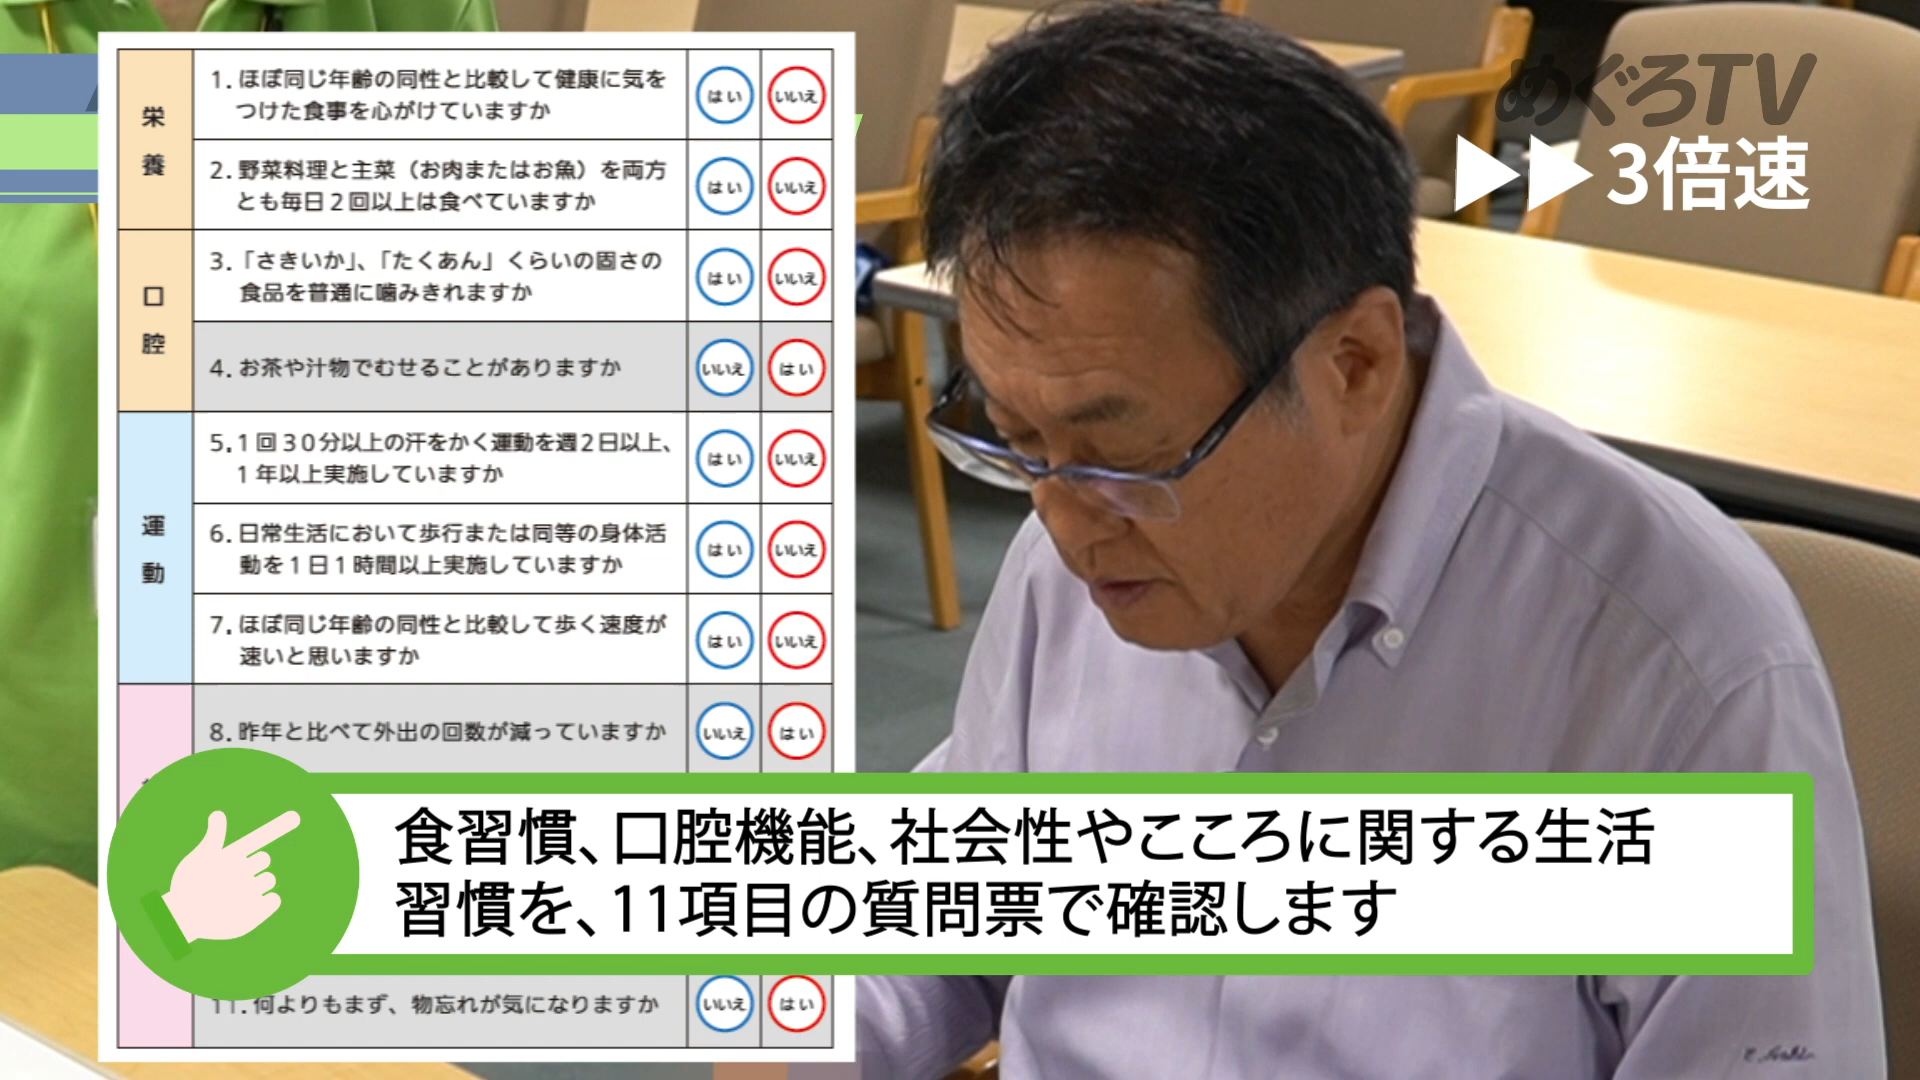 めぐろTV
3倍速
栄養
1.ほぼ同じ年齢の同性と比較して健康に気を
つけた食事を心がけていますか
はい いいえ
2.野菜料理と主菜（お肉またはお魚）を両方
とも毎日2回以上は食べていますか
はい いいえ
口腔
3.「さきいか」、「たくあん」くらいの固さの
食品を普通に噛みきれますか
はい いいえ
4.お茶や汁物でむせることがありますか
いいえ はい
運動
5.1回30分以上の汗をかく運動を週2日以上、
1年以上実施していますか
はい いいえ
6.日常生活において歩行または同等の身体活
動を1日1時間以上実施していますか
はい いいえ
7.ほぼ同じ年齢の同性と比較して歩く速度が
速いと思いますか
はい いいえ
8.昨年と比べて外出の回数が減っていますか
いいえ はい
食習慣、口腔機能、社会性やこころに関する生活
習慣を、11項目の質問票で確認します
11.何よりもまず、物忘れが気になりますか
いいえ はい